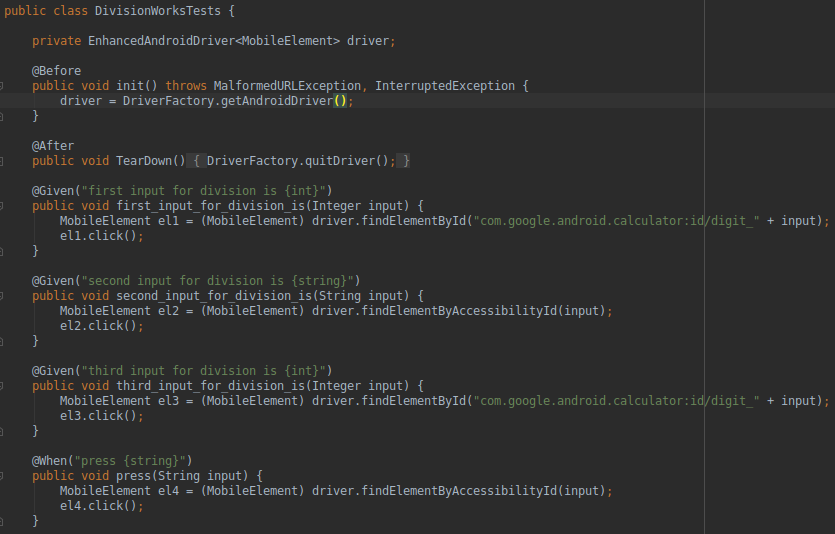 public class DivisionWorksTests {
private EnhancedAndroidDriver<MobileElement> driver;
@Before
public void init() throws MalformedURLException, InterruptedException {
driver = DriverFactory.getAndroidDriver();
}
@After
public void TearDown() { DriverFactory.quitDriver(); }
@Given("first input for division is {int}")
public void first_input_for_division_is(Integer input) {
MobileElement el1 = (MobileElement) driver.findElementById("com.google.android.calculator:id/digit_" + input);
el1.click();
}
@Given("second input for division is {string}")
public void second_input_for_division_is(String input) {
MobileElement el2 = (MobileElement) driver.findElementByAccessibilityId(input);
el2.click();
}
@Given("third input for division is {int}")
public void third_input_for_division_is(Integer input) {
MobileElement el3 = (MobileElement) driver.findElementById("com.google.android.calculator:id/digit_" + input);
el3.click();
}
@When("press {string}")
public void press(String input) {
MobileElement el4 = (MobileElement) driver.findElementByAccessibilityId(input);
el4.click();
}